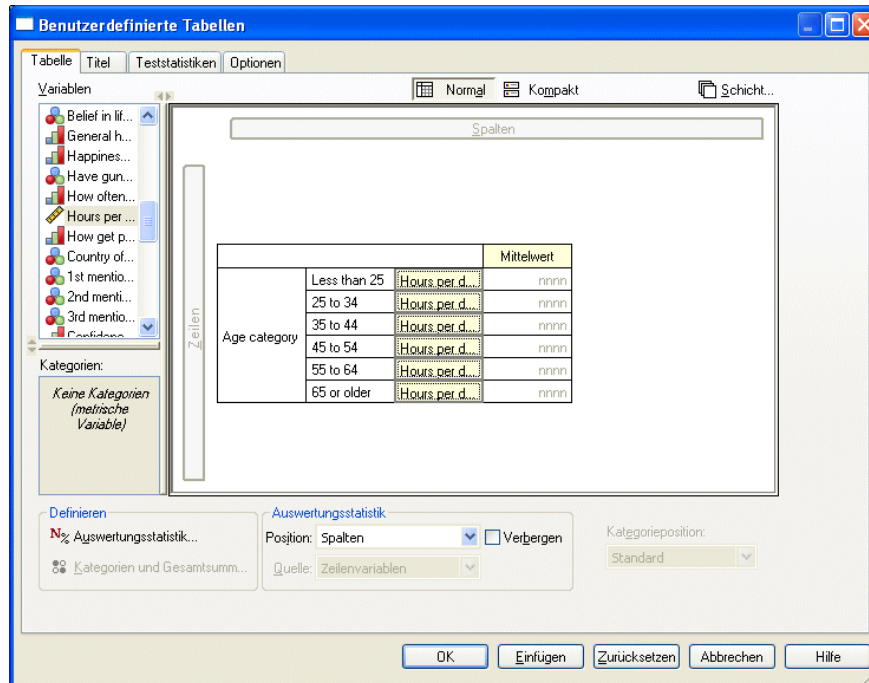 Benutzerdefinierte Tabellen
Tabelle Titel Teststatistiken Optionen
Variablen
Normal Kompakt Schicht...
Belief in lif...
General h...
Happines...
Have gun...
How often...
Hours per ...
How get p...
Country of...
1st mentio...
2nd menti...
3rd mentio...
Confidenc
Spalten
Zeilen
Mittelwert
Age category
Less than 25 Hours per d... nnnn
25 to 34 Hours per d... nnnn
35 to 44 Hours per d... nnnn
45 to 54 Hours per d... nnnn
55 to 64 Hours per d... nnnn
65 or older Hours per d... nnnn
Kategorien:
Keine Kategorien
(metrische
Variable)
Definieren
N% Auswertungsstatistik...
Kategorien und Gesamtsumm...
Auswertungsstatistik
Position: Spalten Verbergen
Quelle: Zeilenvariablen
Kategorieposition:
Standard
OK Einfügen Zurücksetzen Abbrechen Hilfe